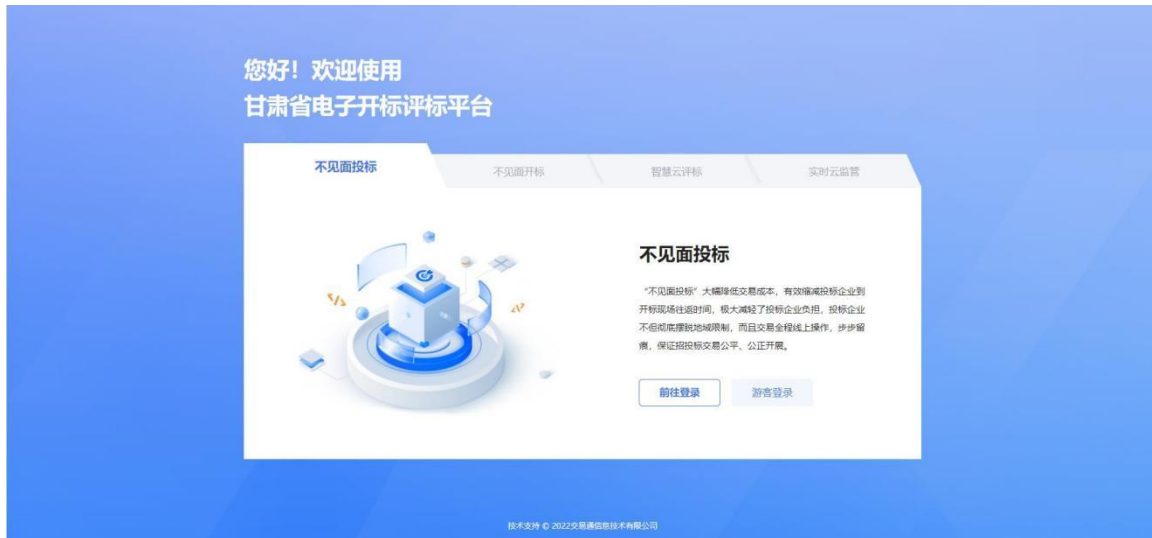 您好！欢迎使用
甘肃省电子开标评标平台
不见面投标
不见面开标
智慧云评标
实时云监管
不见面投标
“不见面投标”大幅降低交易成本，有效缩减投标企业到
开标现场往返时间，极大减轻了投标企业负担，投标企业
不但彻底摆脱地域限制，而且交易全程线上操作，步步留
痕，保证招投标交易公平、公正开展。
前往登录
游客登录
技术支持 © 2022交易通信息技术有限公司